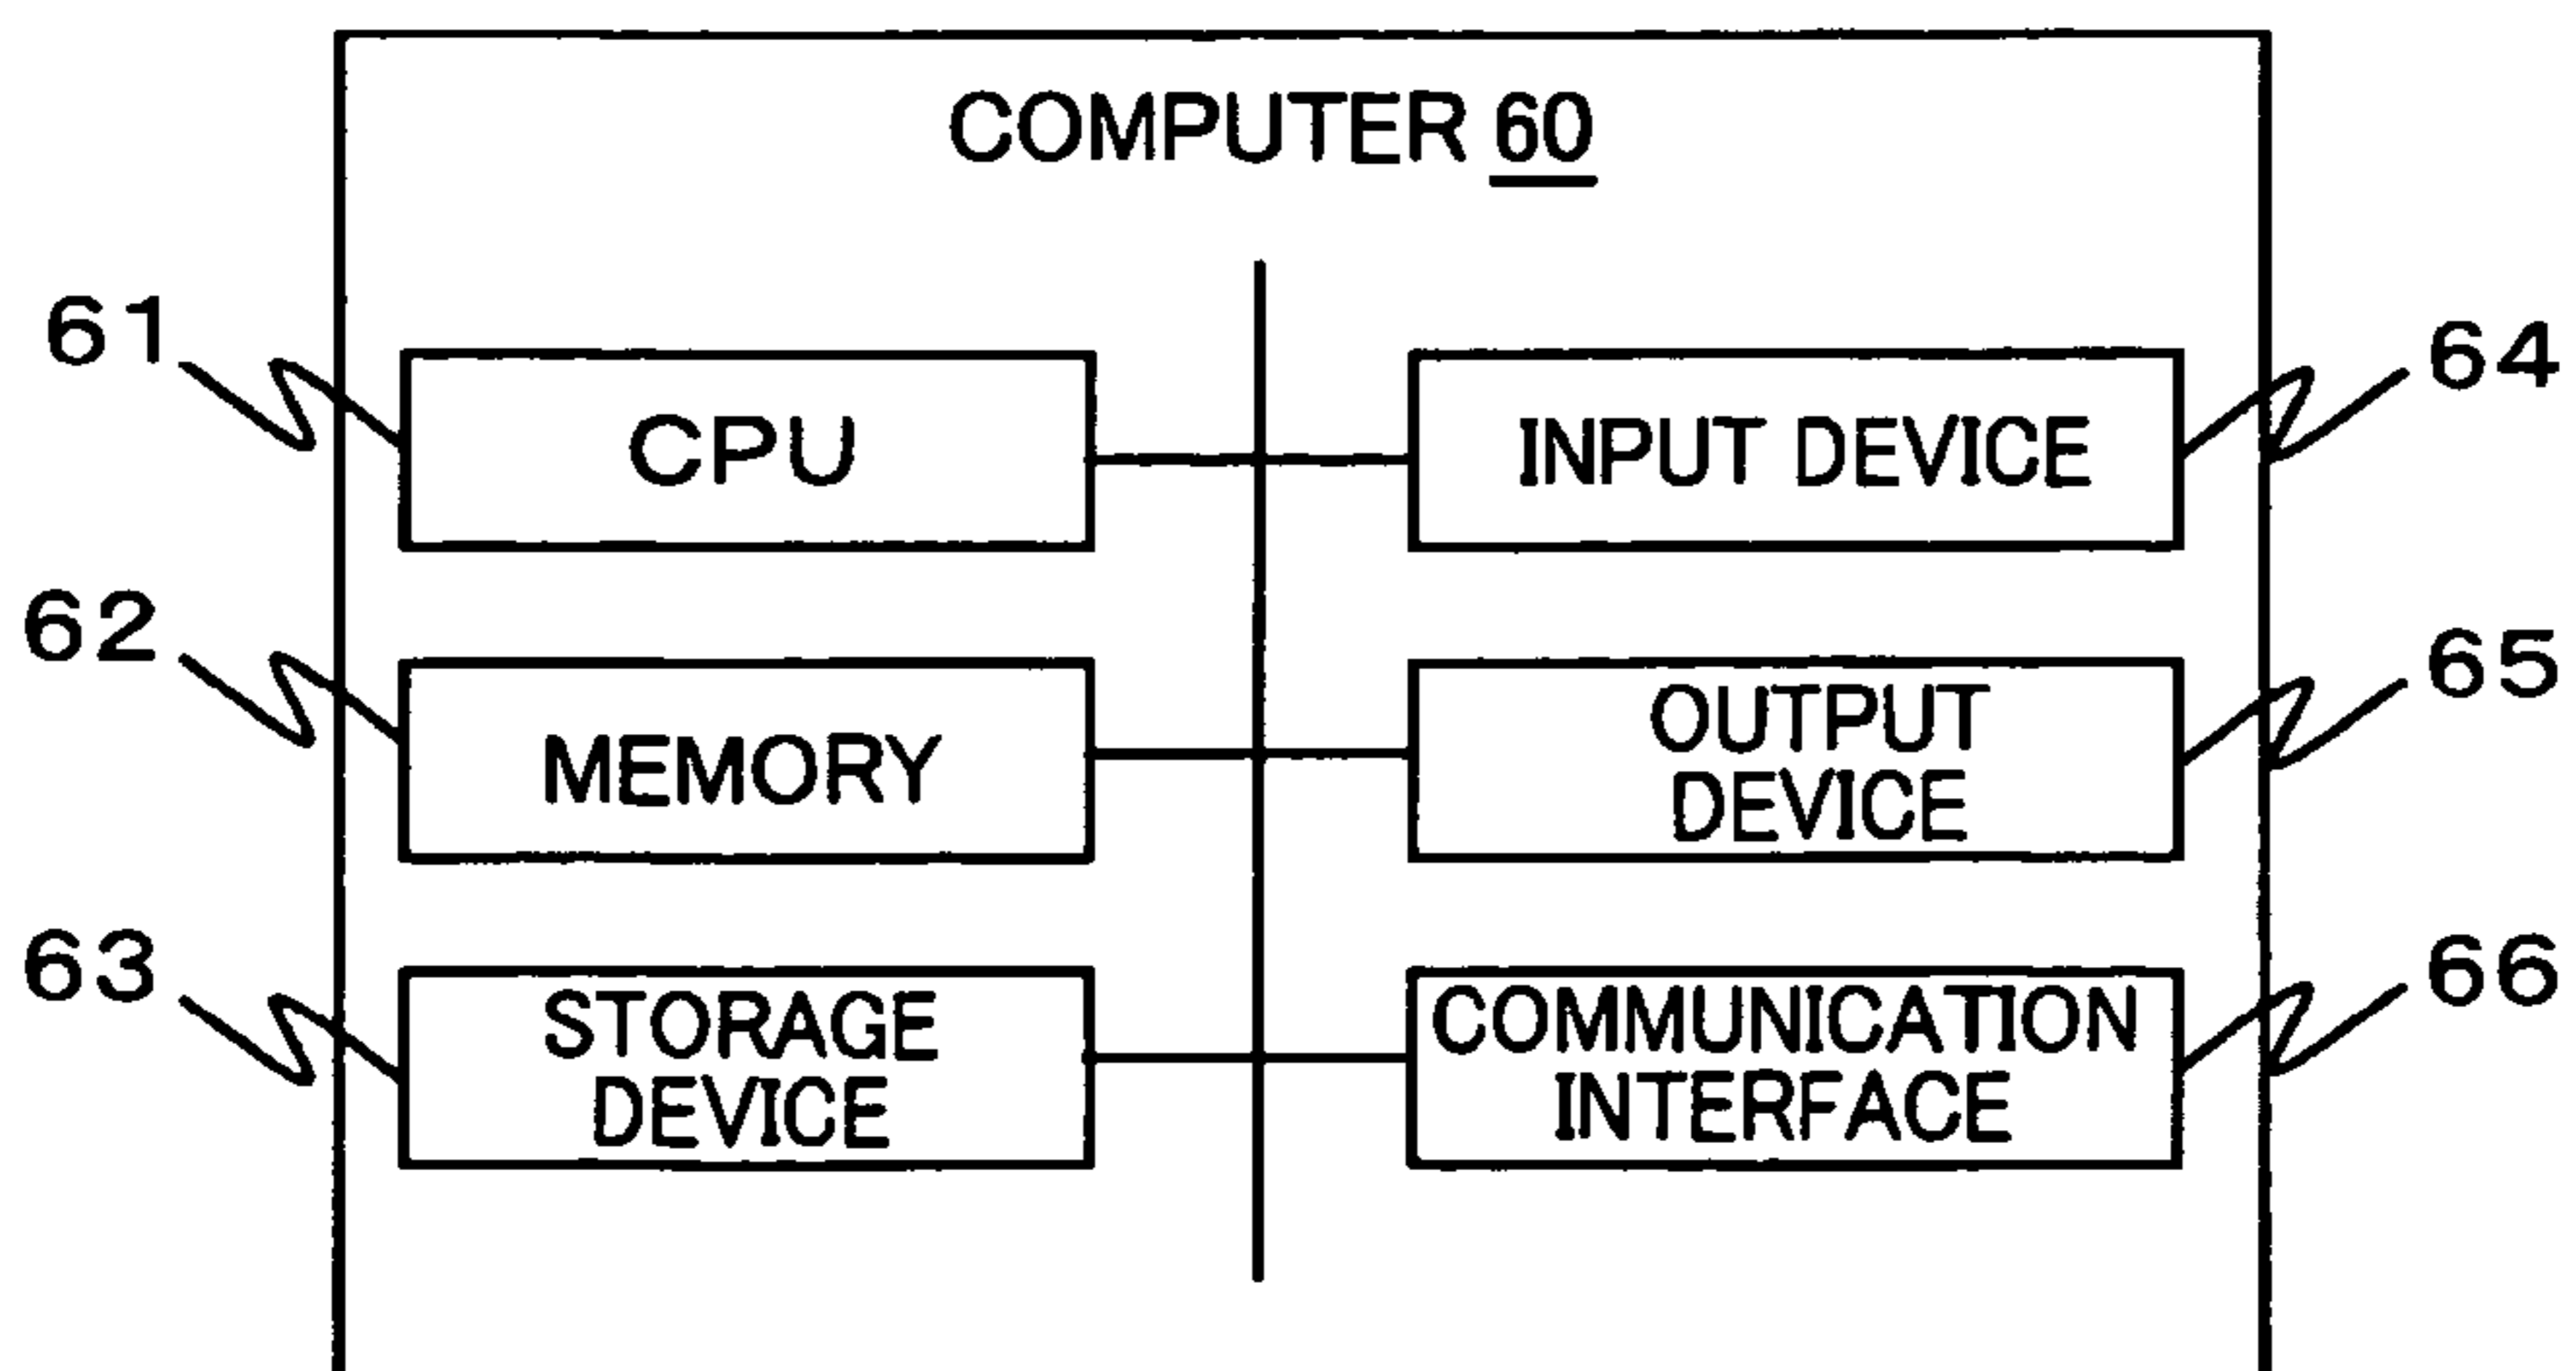 COMPUTER 60
61
CPU
INPUT DEVICE
64
62
MEMORY
OUTPUT
DEVICE
65
63
STORAGE
DEVICE
COMMUNICATION
INTERFACE
66